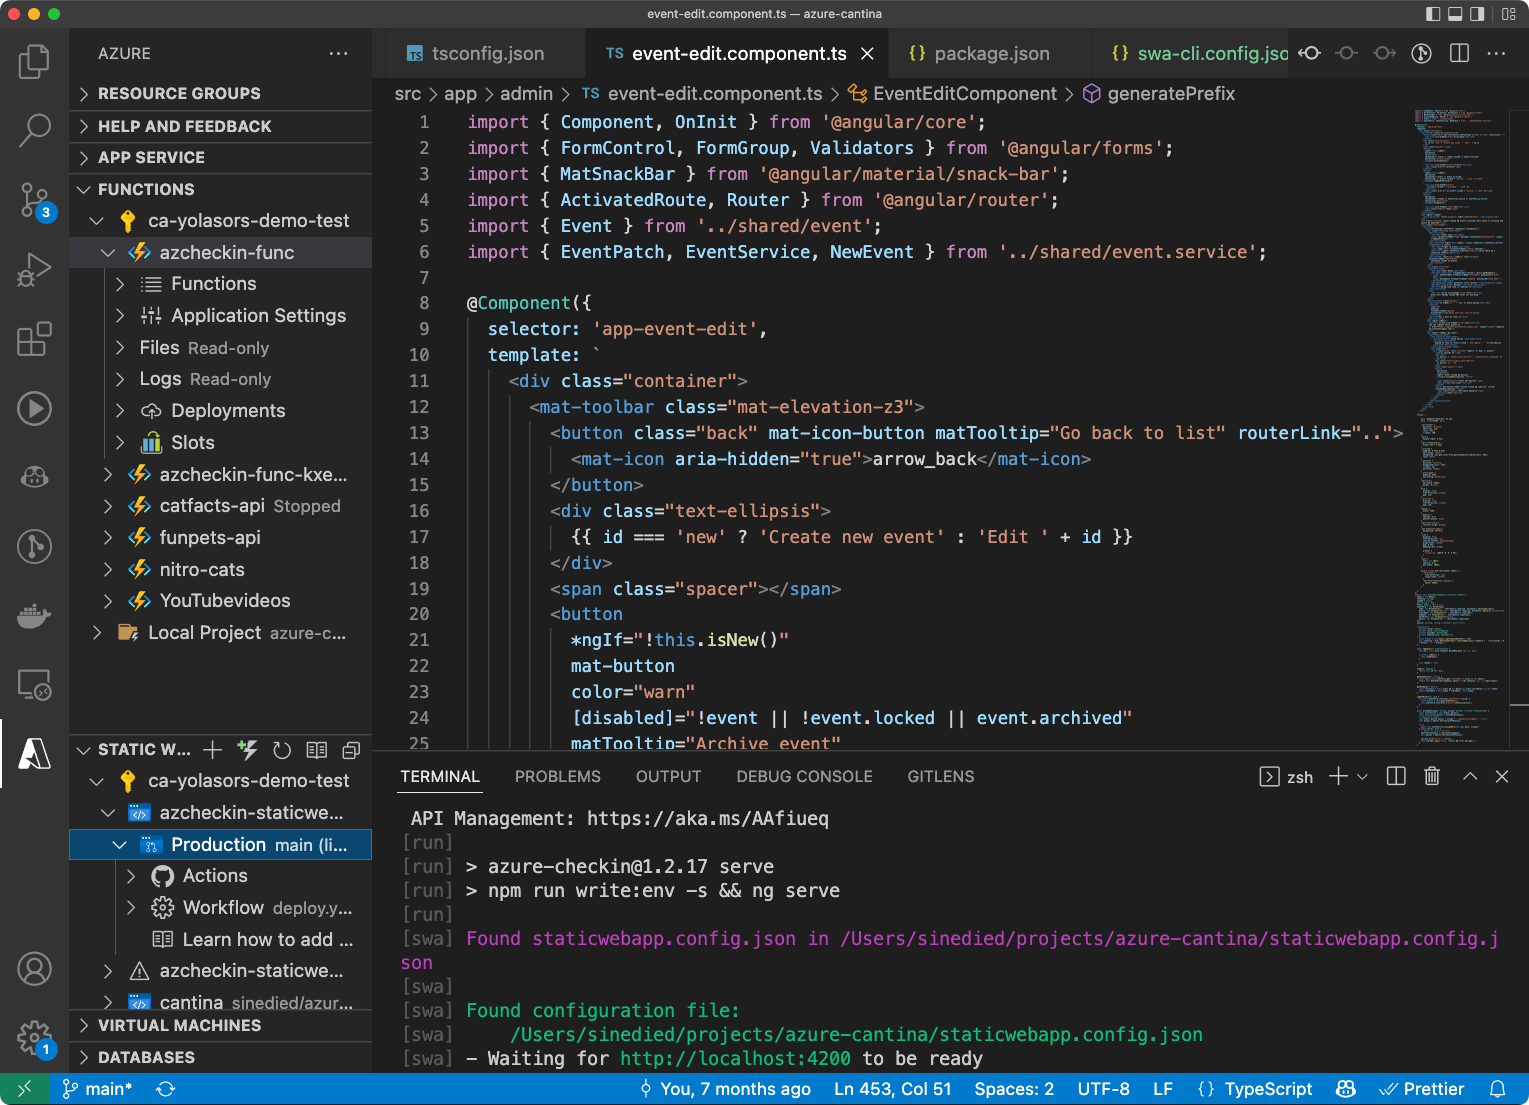 event-edit.component.ts — azure-cantina
AZURE
RESOURCE GROUPS
HELP AND FEEDBACK
APP SERVICE
FUNCTIONS
ca-yolasors-demo-test
azcheckin-func
Functions
Application Settings
Files Read-only
Logs Read-only
Deployments
Slots
azcheckin-func-kxe...
catfacts-api Stopped
funpets-api
nitro-cats
YouTubevideos
Local Project azure-c...
STATIC W...
ca-yolasors-demo-test
azcheckin-staticwe...
Production main (li...
Actions
Workflow deploy.y...
Learn how to add ...
azcheckin-staticwe...
cantina sinedied/azur...
VIRTUAL MACHINES
DATABASES
3
1
TS tsconfig.json
TS event-edit.component.ts
{} package.json
{} swa-cli.config.jso
src > app > admin > TS event-edit.component.ts > EventEditComponent > generatePrefix
1 import { Component, OnInit } from '@angular/core';
2 import { FormControl, FormGroup, Validators } from '@angular/forms';
3 import { MatSnackBar } from '@angular/material/snack-bar';
4 import { ActivatedRoute, Router } from '@angular/router';
5 import { Event } from '../shared/event';
6 import { EventPatch, EventService, NewEvent } from '../shared/event.service';
7
8 @Component({
9 selector: 'app-event-edit',
10 template: `
11 <div class="container">
12 <mat-toolbar class="mat-elevation-z3">
13 <button class="back" mat-icon-button matTooltip="Go back to list" routerLink="..">
14 <mat-icon aria-hidden="true">arrow_back</mat-icon>
15 </button>
16 <div class="text-ellipsis">
17 {{ id === 'new' ? 'Create new event' : 'Edit ' + id }}
18 </div>
19 <span class="spacer"></span>
20 <button
21 *ngIf="!this.isNew()"
22 mat-button
23 color="warn"
24 [disabled]="!event || !event.locked || event.archived"
25 matTooltip="Archive event"
TERMINAL PROBLEMS OUTPUT DEBUG CONSOLE GITLENS
zsh
API Management: https://aka.ms/AAfiueq
[run]
[run] > azure-checkin@1.2.17 serve
[run] > npm run write:env -s && ng serve
[run]
[swa] Found staticwebapp.config.json in /Users/sinedied/projects/azure-cantina/staticwebapp.config.j
son
[swa]
[swa] Found configuration file:
[swa] /Users/sinedied/projects/azure-cantina/staticwebapp.config.json
[swa] - Waiting for http://localhost:4200 to be ready
main* You, 7 months ago Ln 453, Col 51 Spaces: 2 UTF-8 LF {} TypeScript Prettier